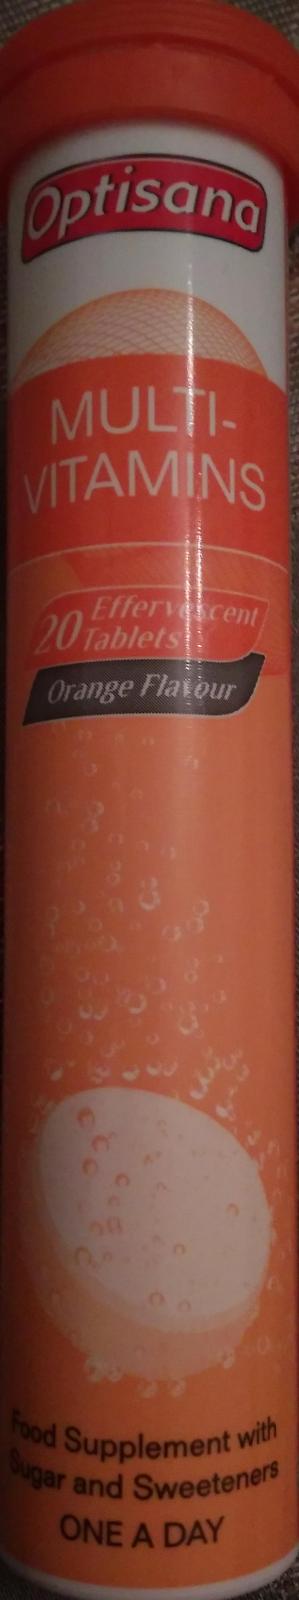 Optisana
MULTI-
VITAMINS
20 Effervescent
Tablets
Orange Flavour
Food Supplement with
Sugar and Sweeteners
ONE A DAY